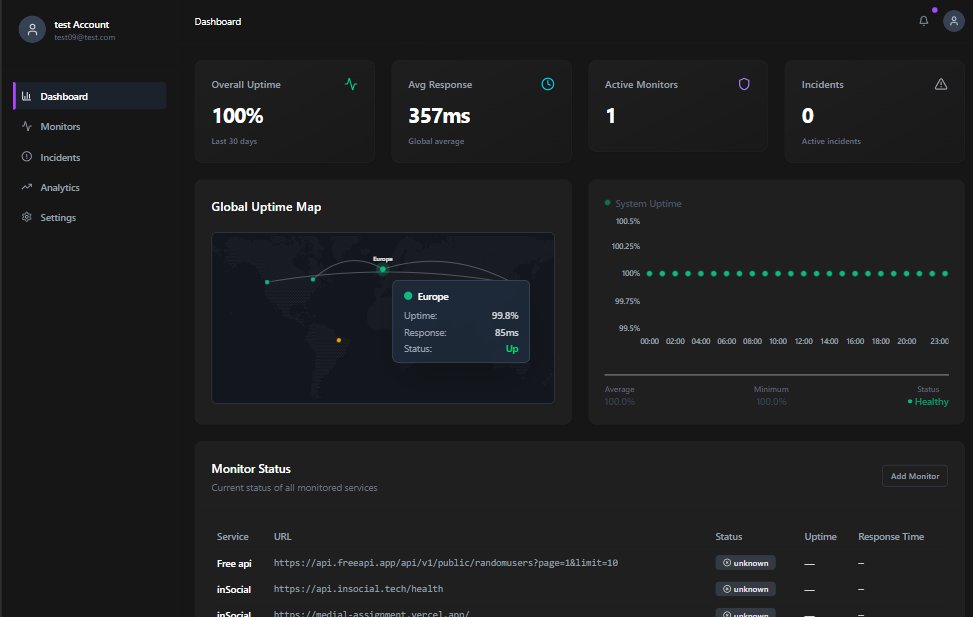 test Account
test09@test.com
Dashboard
Dashboard
Monitors
Incidents
Analytics
Settings
Overall Uptime
100%
Last 30 days
Avg Response
357ms
Global average
Active Monitors
1
Incidents
0
Active incidents
Global Uptime Map
Europe
Europe
Uptime: 99.8%
Response: 85ms
Status: Up
System Uptime
100.5%
100.25%
100%
99.75%
99.5%
00:00 02:00 04:00 06:00 08:00 10:00 12:00 14:00 16:00 18:00 20:00 23:00
Average Minimum Status
100.0% 100.0% Healthy
Monitor Status
Current status of all monitored services
Add Monitor
Service URL Status Uptime Response Time
Free api https://api.freeapi.app/api/v1/public/randomusers?page=1&limit=10 unknown — –
inSocial https://api.insocial.tech/health unknown — –
inSocial https://medial-assignment.vercel.app/ unknown — –